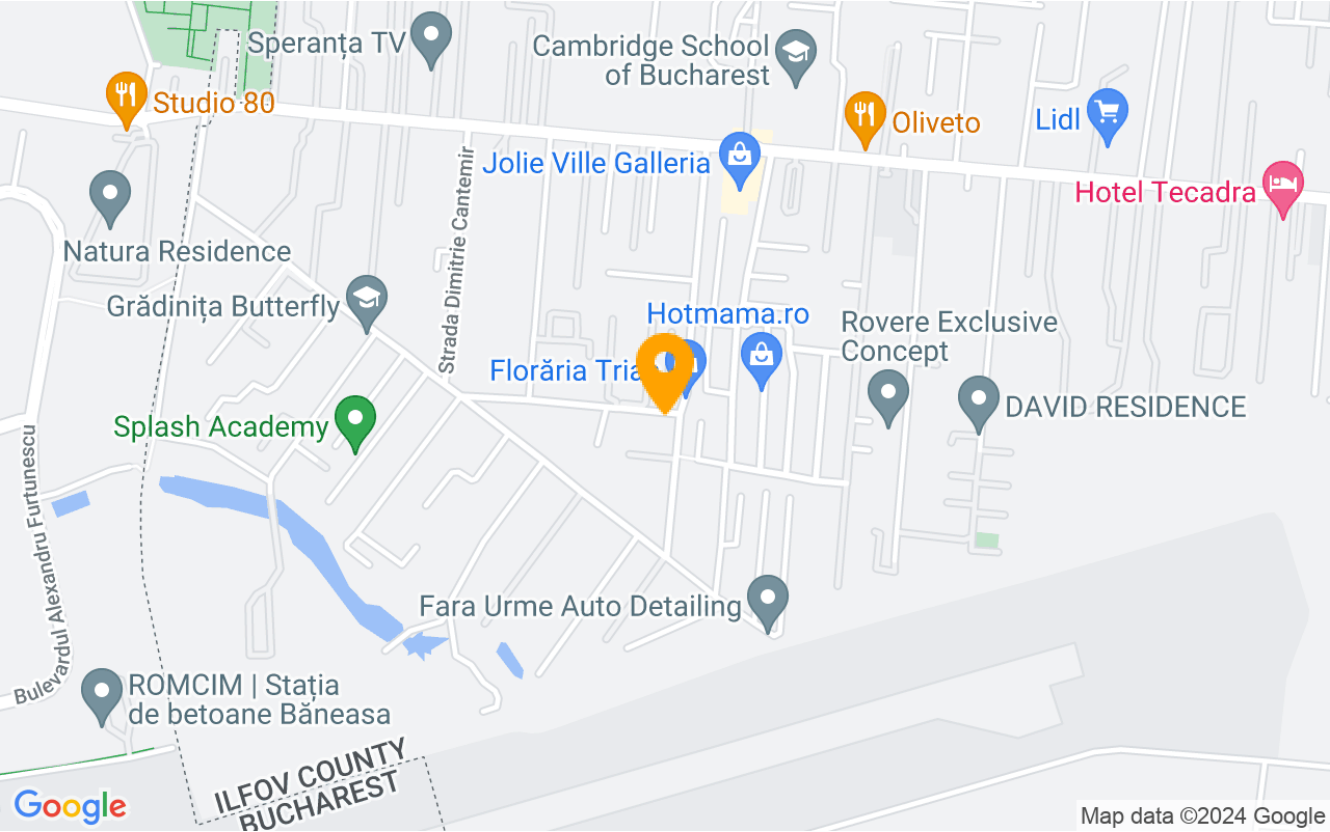 Speranța TV
Cambridge School
of Bucharest
Studio 80
Oliveto
Lidl
Jolie Ville Galleria
Hotel Tecadra
Strada Dimitrie Cantemir
Natura Residence
Grădinița Butterfly
Hotmama.ro
Rovere Exclusive
Concept
Florăria
DAVID RESIDENCE
Splash Academy
Bulevardul Alexandru Furtunescu
Fara Urme Auto Detailing
ROMCIM | Stația
de betoane Băneasa
ILFOV COUNTY
BUCHAREST
Google
Map data ©2024 Google